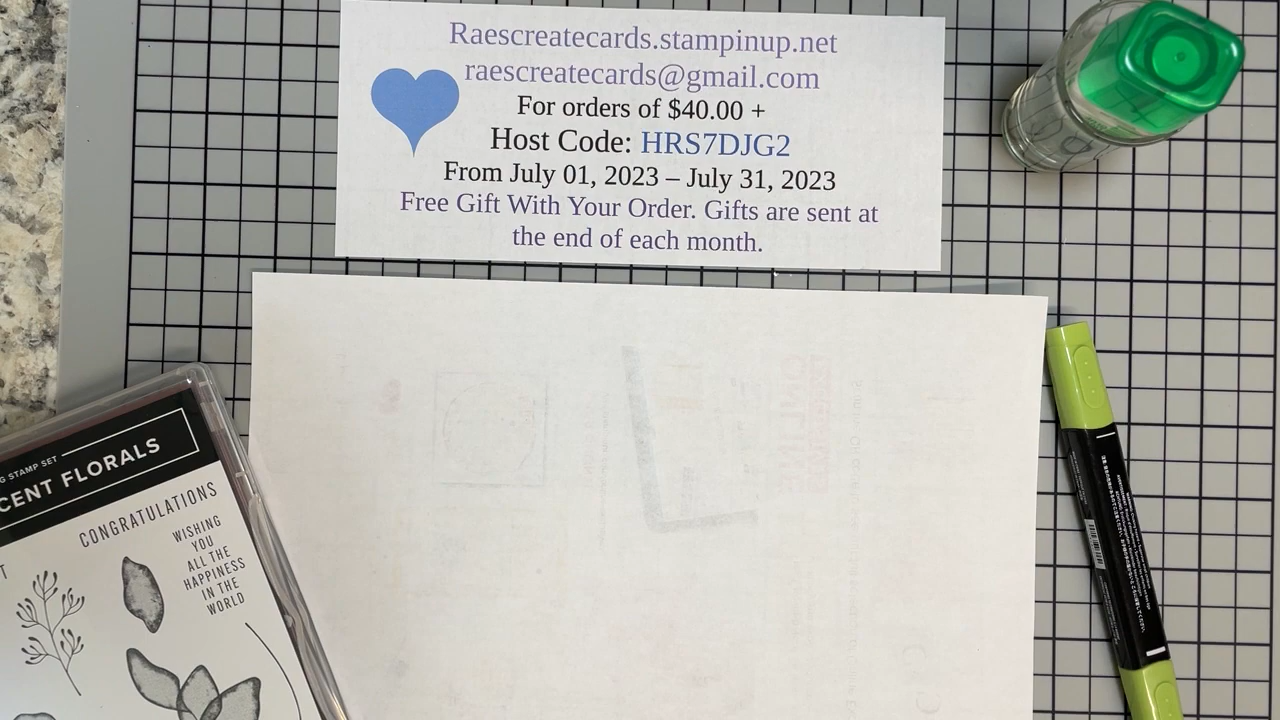 Raescreatecards.stampinup.net
raescreatecards@gmail.com
For orders of $40.00 +
Host Code: HRS7DJG2
From July 01, 2023 – July 31, 2023
Free Gift With Your Order. Gifts are sent at
the end of each month.
G STAMP SET
CENT FLORALS
CONGRATULATIONS
WISHING
YOU
ALL THE
HAPPINESS
IN THE
WORLD
T